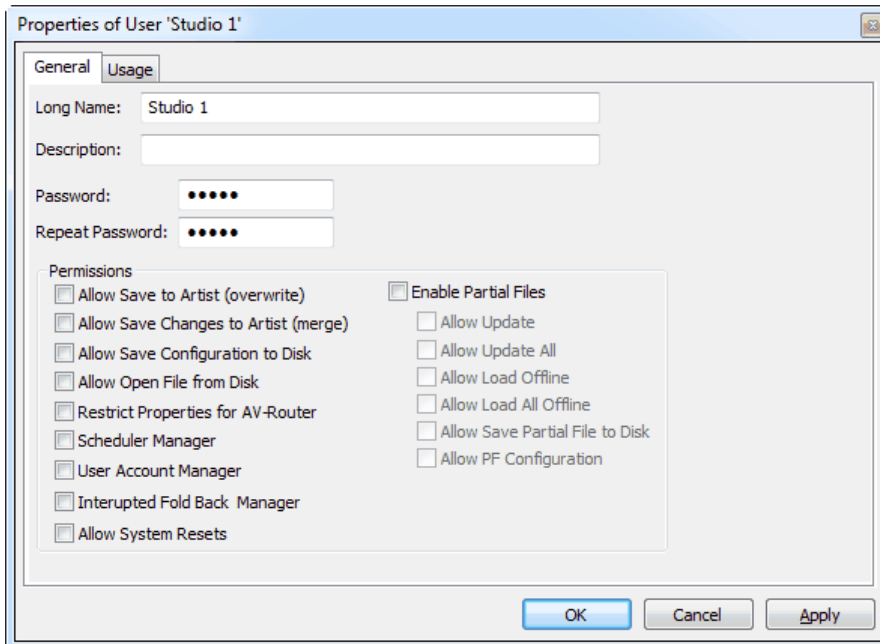 Properties of User 'Studio 1'
General Usage
Long Name: Studio 1
Description:
Password: •••••
Repeat Password: •••••
Permissions
Allow Save to Artist (overwrite)
Allow Save Changes to Artist (merge)
Allow Save Configuration to Disk
Allow Open File from Disk
Restrict Properties for AV-Router
Scheduler Manager
User Account Manager
Interupted Fold Back Manager
Allow System Resets
Enable Partial Files
Allow Update
Allow Update All
Allow Load Offline
Allow Load All Offline
Allow Save Partial File to Disk
Allow PF Configuration
OK Cancel Apply